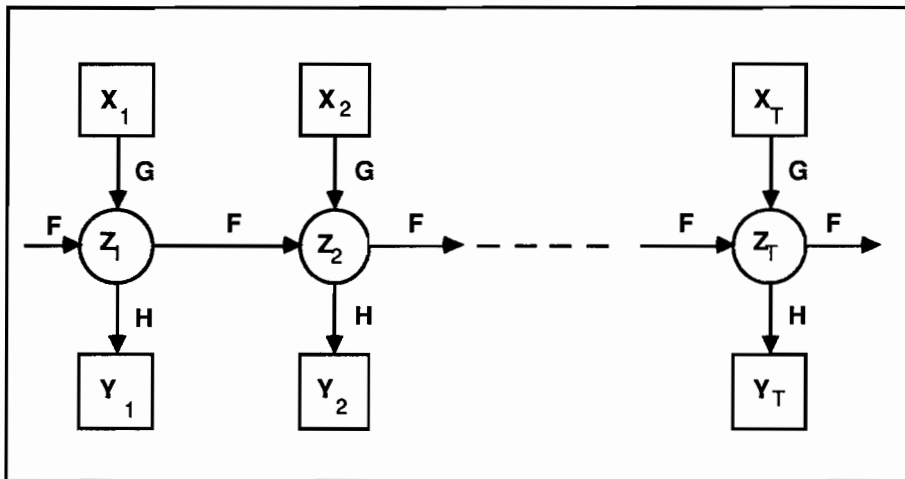 X1 X2 XT
G G G
F F F F F
Z1 Z2 ZT
H H H
Y1 Y2 YT